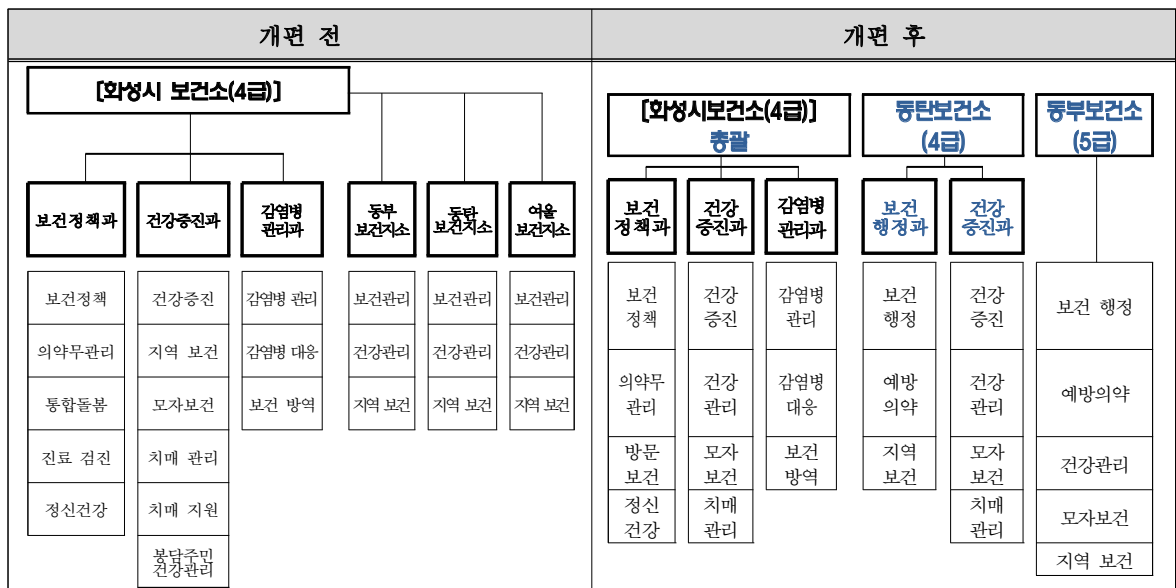 개편 전
개편 후
[화성시 보건소(4급)]
보건정책과
건강증진과
감염병
관리과
동부
보건지소
동탄
보건지소
여울
보건지소
보건정책
의약무관리
통합돌봄
진료 검진
정신건강
건강증진
지역 보건
모자보건
치매 관리
치매 지원
봉담주민
건강관리
감염병 관리
감염병 대응
보건 방역
보건관리
건강관리
지역 보건
보건관리
건강관리
지역 보건
보건관리
건강관리
지역 보건
[화성시보건소(4급)]
총괄
동탄보건소
(4급)
동부보건소
(5급)
보건
정책과
건강
증진과
감염병
관리과
보건
행정과
건강
증진과
보건
정책
의약무
관리
방문
보건
정신
건강
건강
증진
건강
관리
모자
보건
치매
관리
감염병
관리
감염병
대응
보건
방역
보건
행정
예방
의약
지역
보건
건강
증진
건강
관리
모자
보건
치매
관리
보건 행정
예방의약
건강관리
모자보건
지역 보건